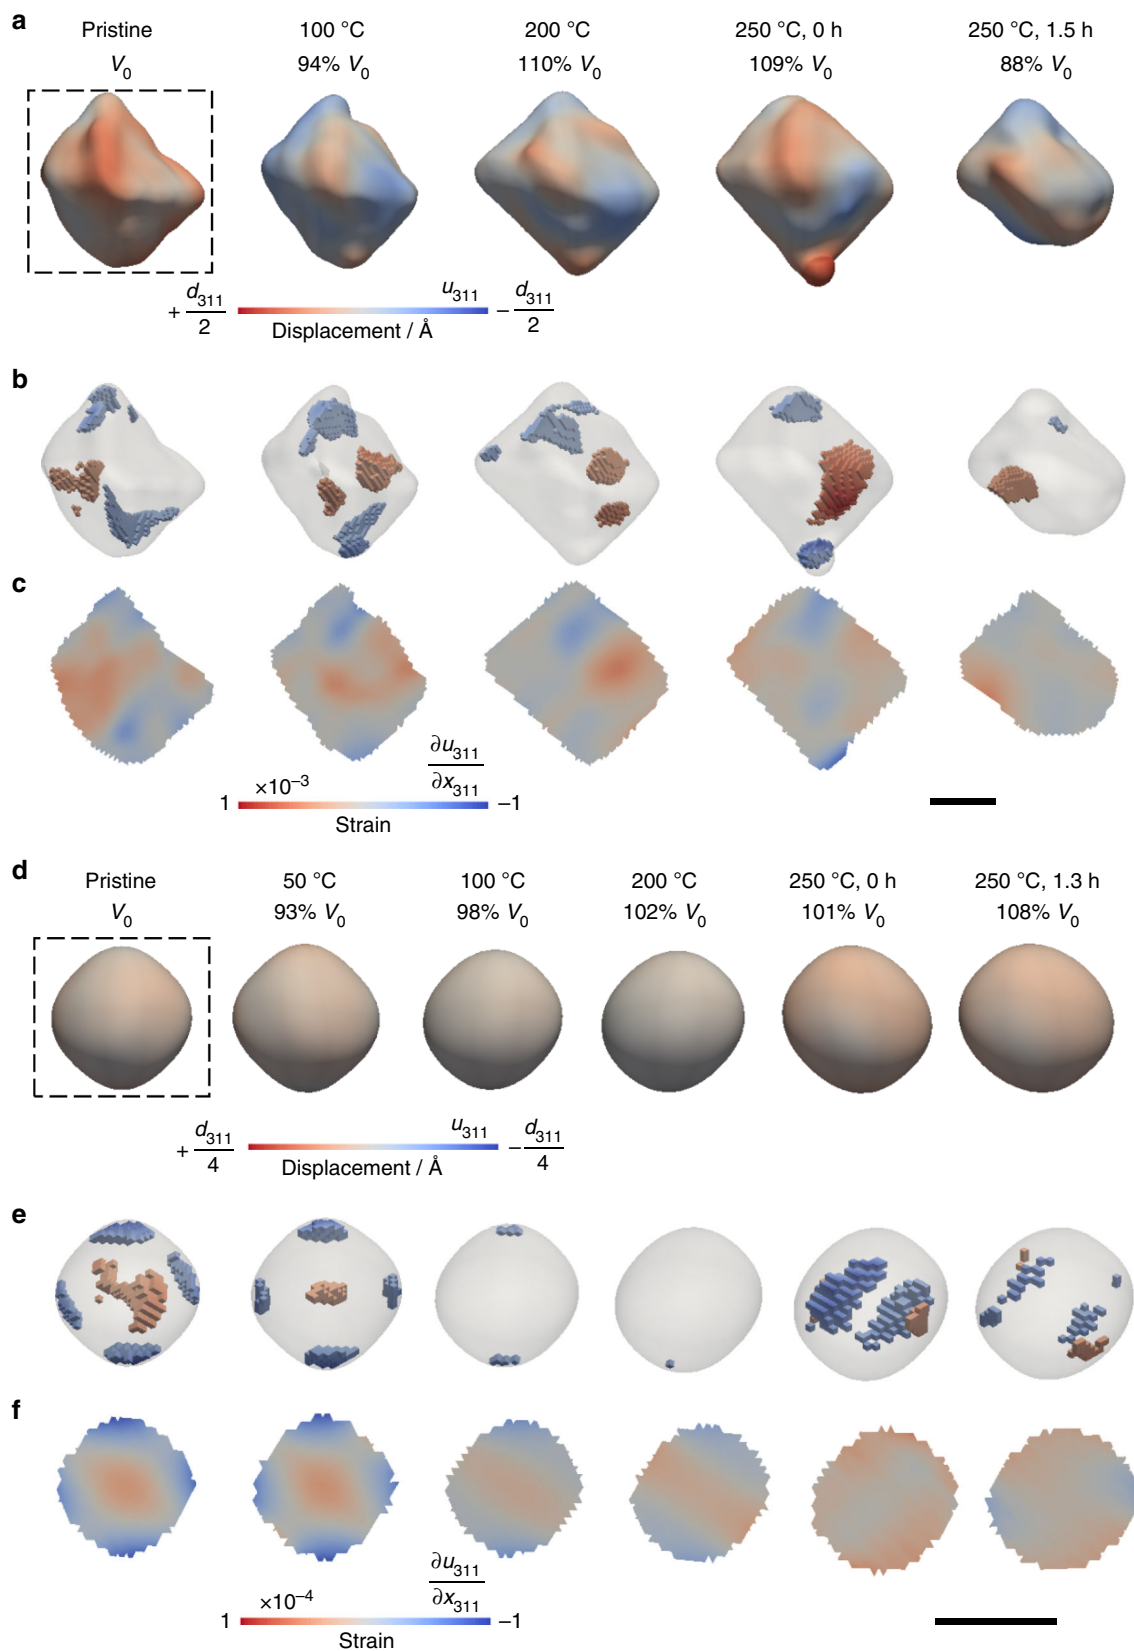 a
Pristine 100 °C 200 °C 250 °C, 0 h 250 °C, 1.5 h
V0 94% V0 110% V0 109% V0 88% V0
+ d311/2 u311 − d311/2
Displacement / Å
b
c
∂u311/∂x311
×10–3
1 –1
Strain
d
Pristine 50 °C 100 °C 200 °C 250 °C, 0 h 250 °C, 1.3 h
V0 93% V0 98% V0 102% V0 101% V0 108% V0
+ d311/4 u311 − d311/4
Displacement / Å
e
f
∂u311/∂x311
×10–4
1 –1
Strain